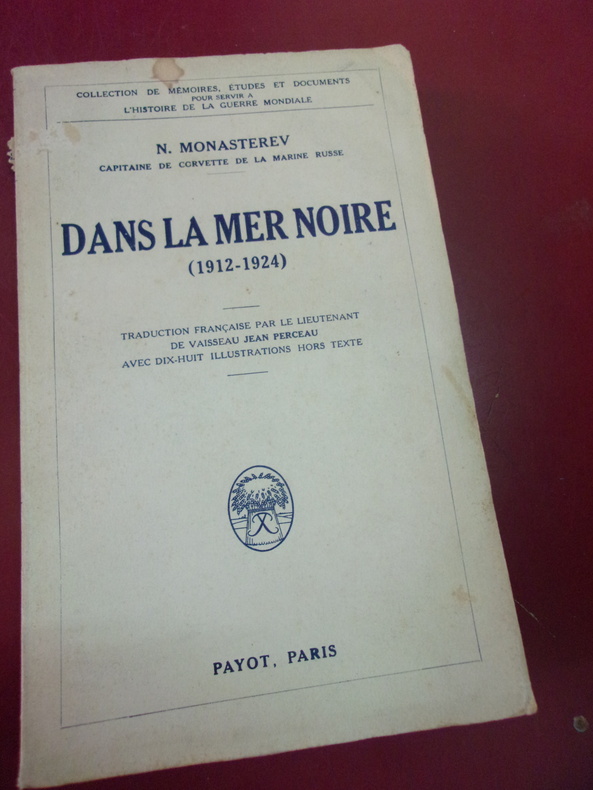 COLLECTION DE MÉMOIRES, ÉTUDES ET DOCUMENTS
POUR SERVIR A
L'HISTOIRE DE LA GUERRE MONDIALE
N. MONASTEREV
CAPITAINE DE CORVETTE DE LA MARINE RUSSE
DANS LA MER NOIRE
(1912-1924)
TRADUCTION FRANÇAISE PAR LE LIEUTENANT
DE VAISSEAU JEAN PERCEAU
AVEC DIX-HUIT ILLUSTRATIONS HORS TEXTE
PAYOT, PARIS